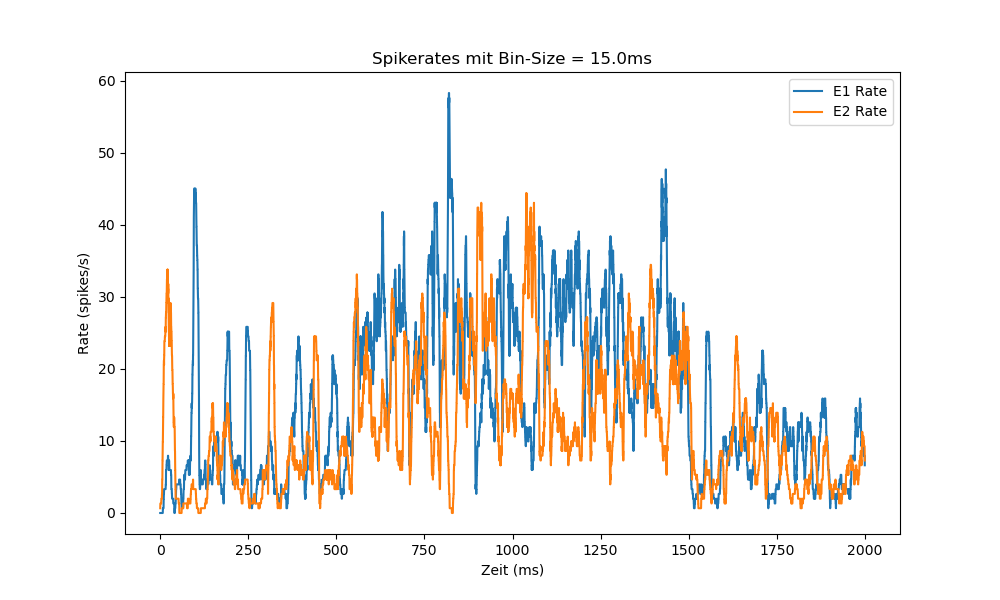 Spikerates mit Bin-Size = 15.0ms
E1 Rate
E2 Rate
60
50
40
30
20
10
0
Rate (spikes/s)
0 250 500 750 1000 1250 1500 1750 2000
Zeit (ms)